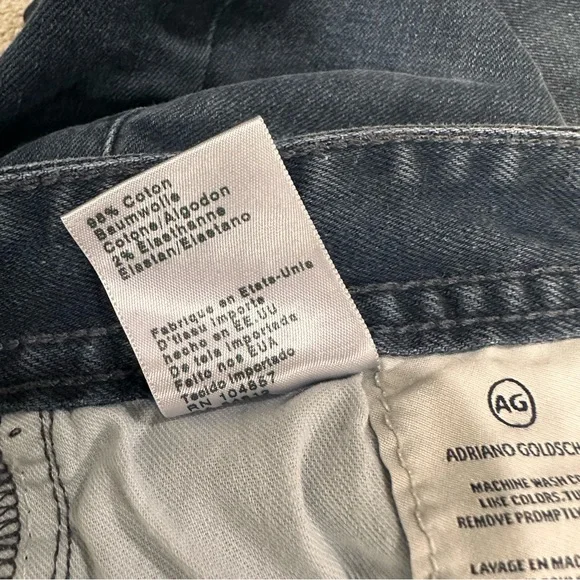 98% Coton
Baumwolle
Cotone/Algodon
2% Elasthanne
Elastan/Elastano
Fabrique en Etats-Unis
D'tissu importe
hecho en EE.UU
De tela importada
Feito nos EUA
Tecido importado
RN 104667
AG
ADRIANO GOLDSCH
MACHINE WASH C
LIKE COLORS. TU
REMOVE PROMPTLY
LAVAGE EN MAC